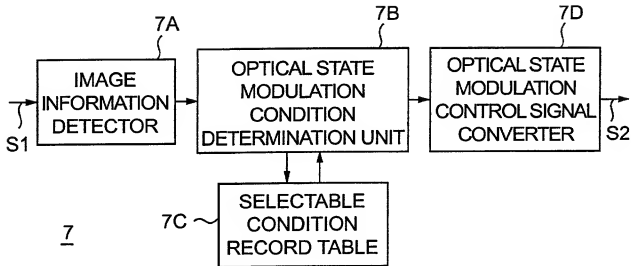 7A
7B
7D
IMAGE
INFORMATION
DETECTOR
OPTICAL STATE
MODULATION
CONDITION
DETERMINATION UNIT
OPTICAL STATE
MODULATION
CONTROL SIGNAL
CONVERTER
S1
S2
7C
SELECTABLE
CONDITION
RECORD TABLE
7